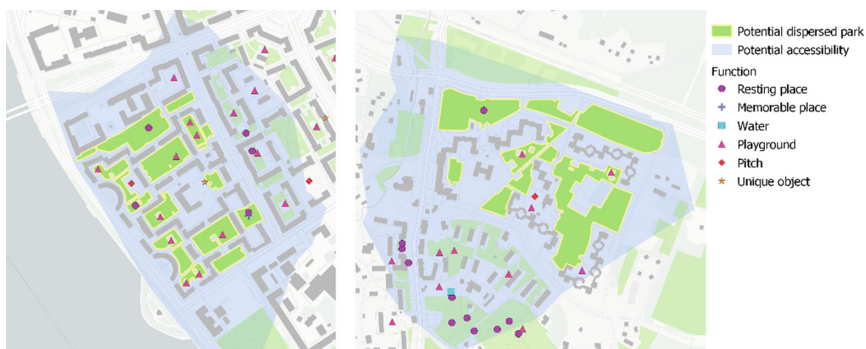 Potential dispersed park
Potential accessibility
Function
Resting place
Memorable place
Water
Playground
Pitch
Unique object